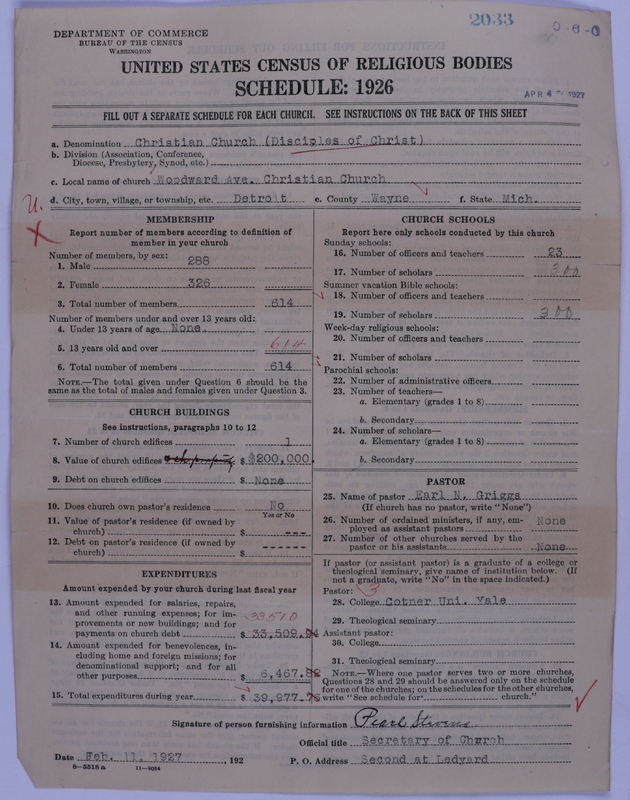 2033
0-6-0
DEPARTMENT OF COMMERCE
BUREAU OF THE CENSUS
WASHINGTON
UNITED STATES CENSUS OF RELIGIOUS BODIES
SCHEDULE: 1926
APR 4 1927
FILL OUT A SEPARATE SCHEDULE FOR EACH CHURCH. SEE INSTRUCTIONS ON THE BACK OF THIS SHEET
a. Denomination Christian Church (Disciples of Christ)
b. Division (Association, Conference,
Diocese, Presbytery, Synod, etc.)
c. Local name of church Woodward Ave. Christian Church
d. City, town, village, or township, etc. Detroit e. County Wayne f. State Mich.
U.
X
MEMBERSHIP
Report number of members according to definition of
member in your church
Number of members, by sex:
1. Male 288
2. Female 326
3. Total number of members 614
Number of members under and over 13 years old:
4. Under 13 years of age None.
5. 13 years old and over 614
6. Total number of members 614
NOTE.—The total given under Question 6 should be the
same as the total of males and females given under Question 3.
CHURCH BUILDINGS
See instructions, paragraphs 10 to 12
7. Number of church edifices 1
8. Value of church edifices $ $200,000.
9. Debt on church edifices $ None
10. Does church own pastor's residence No
Yes or No
11. Value of pastor's residence (if owned by
church) $ ---
12. Debt on pastor's residence (if owned by
church) $ -----
EXPENDITURES
Amount expended by your church during last fiscal year
13. Amount expended for salaries, repairs,
and other running expenses; for im-
provements or new buildings; and for
payments on church debt $ 33,509.94
33510
14. Amount expended for benevolences, in-
cluding home and foreign missions; for
denominational support; and for all
other purposes $ 6,467.82
15. Total expenditures during year $ 39,977.76
CHURCH SCHOOLS
Report here only schools conducted by this church
Sunday schools:
16. Number of officers and teachers 23
17. Number of scholars 300
Summer vacation Bible schools:
18. Number of officers and teachers
19. Number of scholars 300
Week-day religious schools:
20. Number of officers and teachers
21. Number of scholars
Parochial schools:
22. Number of administrative officers
23. Number of teachers—
a. Elementary (grades 1 to 8)
b. Secondary
24. Number of scholars—
a. Elementary (grades 1 to 8)
b. Secondary
PASTOR
25. Name of pastor Earl N. Griggs
(If church has no pastor, write "None")
26. Number of ordained ministers, if any, em-
ployed as assistant pastors None
27. Number of other churches served by the
pastor or his assistants None
If pastor (or assistant pastor) is a graduate of a college or
theological seminary, give name of institution below. (If
not a graduate, write "No" in the space indicated.)
Pastor: 3
28. College Cotner Uni. Yale
29. Theological seminary
Assistant pastor:
30. College
31. Theological seminary
NOTE.—Where one pastor serves two or more churches,
Questions 28 and 29 should be answered only on the schedule
for one of the churches; on the schedules for the other churches,
write "See schedule for church."
Signature of person furnishing information Pearl Stevens
Official title Secretary of Church
Date Feb. 11, 1927, 192 P. O. Address Second at Ledyard
8—5518a 11—9034